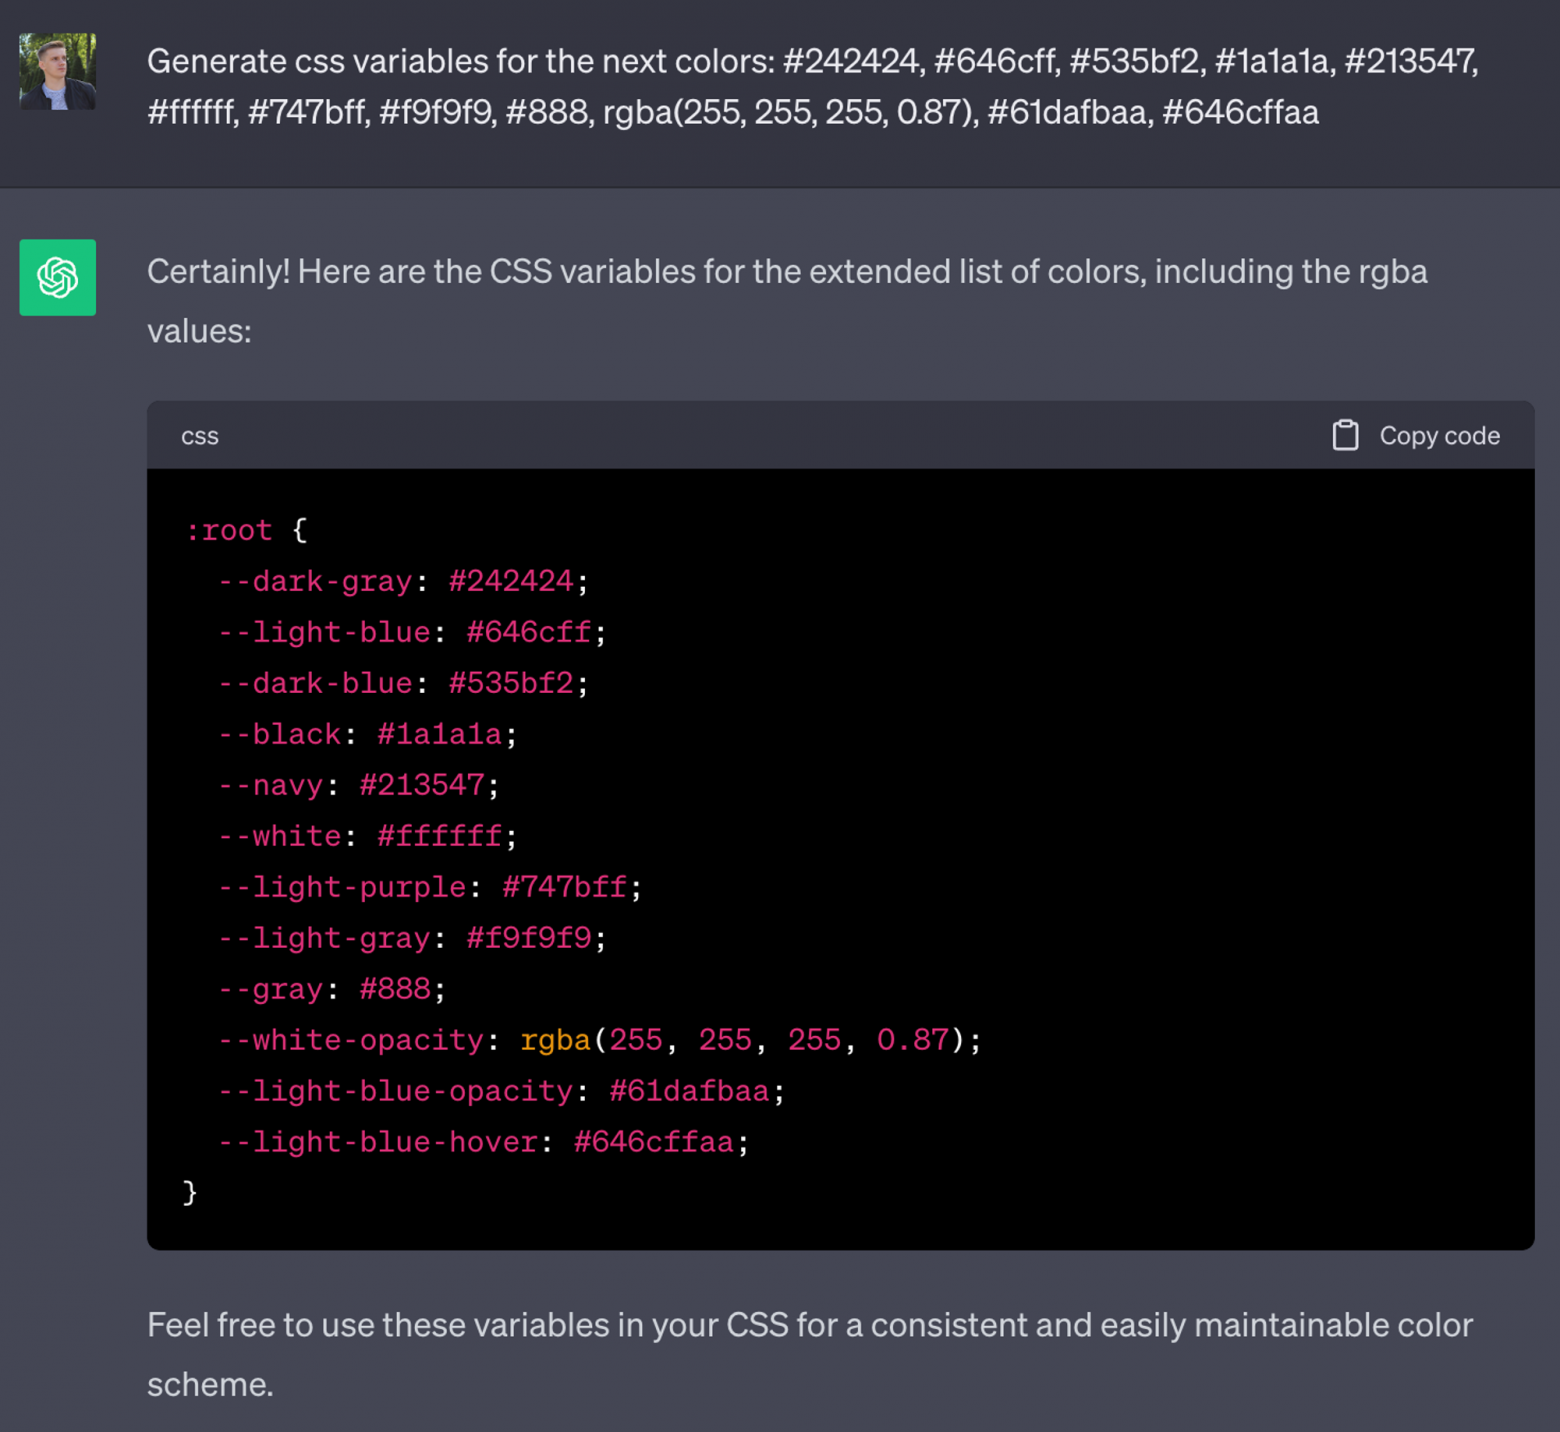 Generate css variables for the next colors: #242424, #646cff, #535bf2, #1a1a1a, #213547,
#ffffff, #747bff, #f9f9f9, #888, rgba(255, 255, 255, 0.87), #61dafbaa, #646cffaa
Certainly! Here are the CSS variables for the extended list of colors, including the rgba
values:
css
Copy code
:root {
--dark-gray: #242424;
--light-blue: #646cff;
--dark-blue: #535bf2;
--black: #1a1a1a;
--navy: #213547;
--white: #ffffff;
--light-purple: #747bff;
--light-gray: #f9f9f9;
--gray: #888;
--white-opacity: rgba(255, 255, 255, 0.87);
--light-blue-opacity: #61dafbaa;
--light-blue-hover: #646cffaa;
}
Feel free to use these variables in your CSS for a consistent and easily maintainable color
scheme.